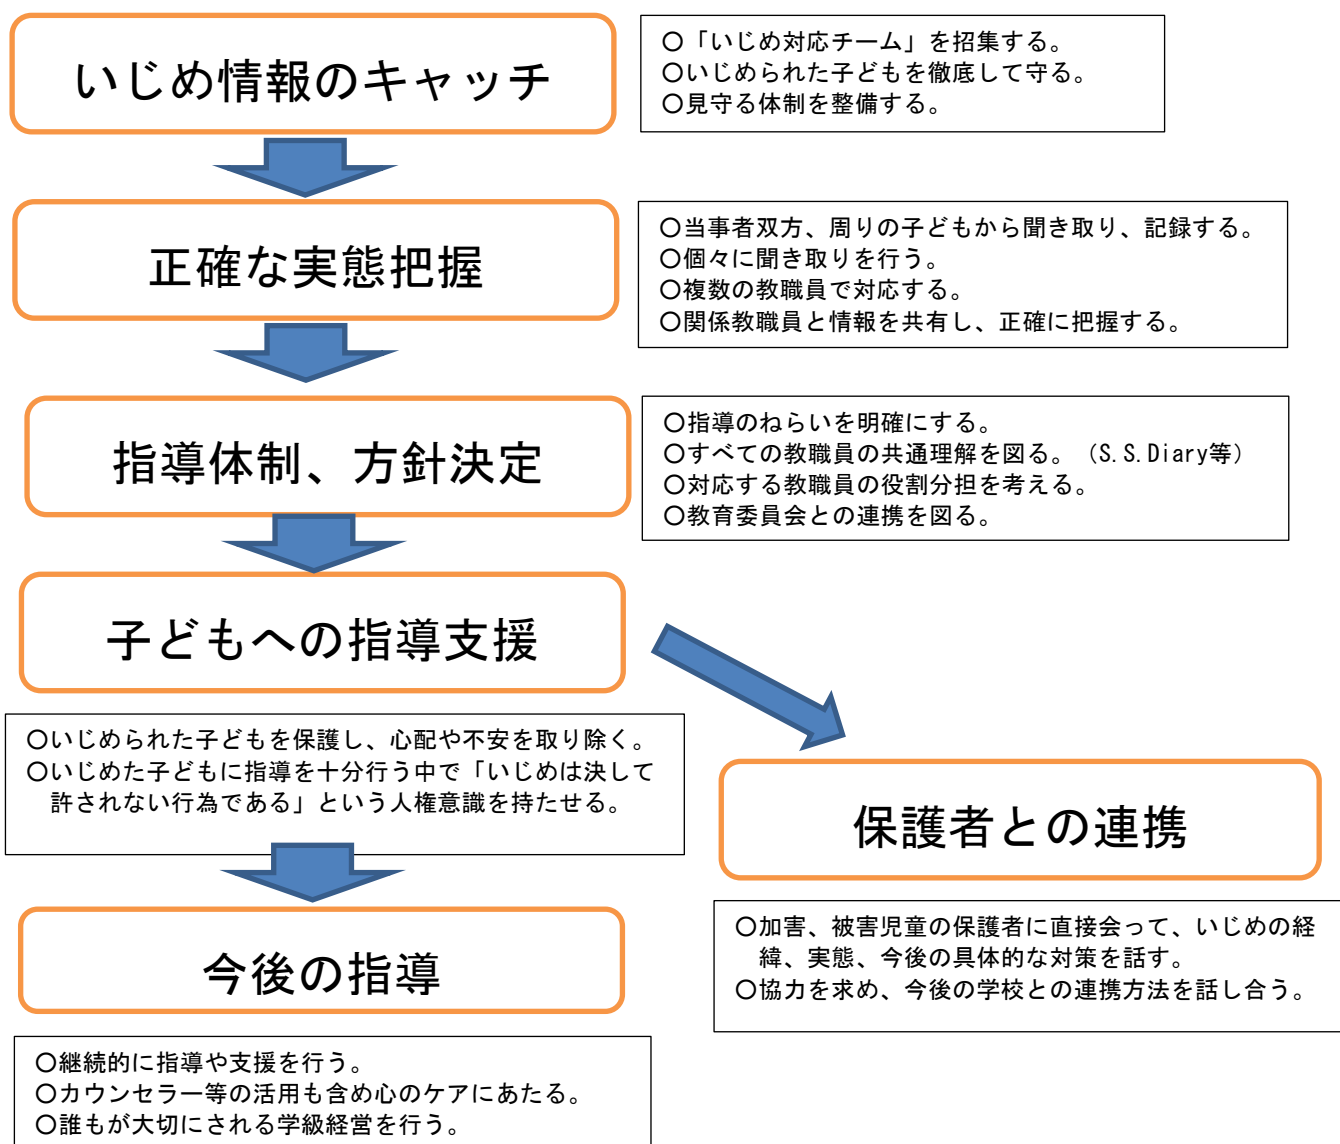 いじめ情報のキャッチ
〇「いじめ対応チーム」を招集する。
〇いじめられた子どもを徹底して守る。
〇見守る体制を整備する。
正確な実態把握
〇当事者双方、周りの子どもから聞き取り、記録する。
〇個々に聞き取りを行う。
〇複数の教職員で対応する。
〇関係教職員と情報を共有し、正確に把握する。
指導体制、方針決定
〇指導のねらいを明確にする。
〇すべての教職員の共通理解を図る。（S.S.Diary等）
〇対応する教職員の役割分担を考える。
〇教育委員会との連携を図る。
子どもへの指導支援
〇いじめられた子どもを保護し、心配や不安を取り除く。
〇いじめた子どもに指導を十分行う中で「いじめは決して
許されない行為である」という人権意識を持たせる。
保護者との連携
〇加害、被害児童の保護者に直接会って、いじめの経
緯、実態、今後の具体的な対策を話す。
〇協力を求め、今後の学校との連携方法を話し合う。
今後の指導
〇継続的に指導や支援を行う。
〇カウンセラー等の活用も含め心のケアにあたる。
〇誰もが大切にされる学級経営を行う。